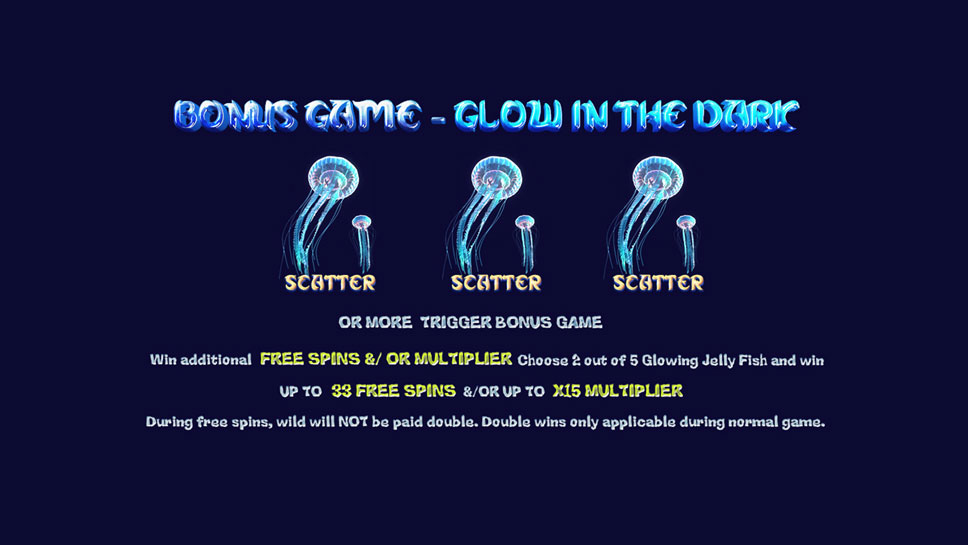 BONUS GAME - GLOW IN THE DARK
SCATTER SCATTER SCATTER
OR MORE TRIGGER BONUS GAME
Win additional FREE SPINS &/ OR MULTIPLIER Choose 2 out of 5 Glowing Jelly Fish and win
UP TO 33 FREE SPINS &/OR UP TO X15 MULTIPLIER
During free spins, wild will NOT be paid double. Double wins only applicable during normal game.